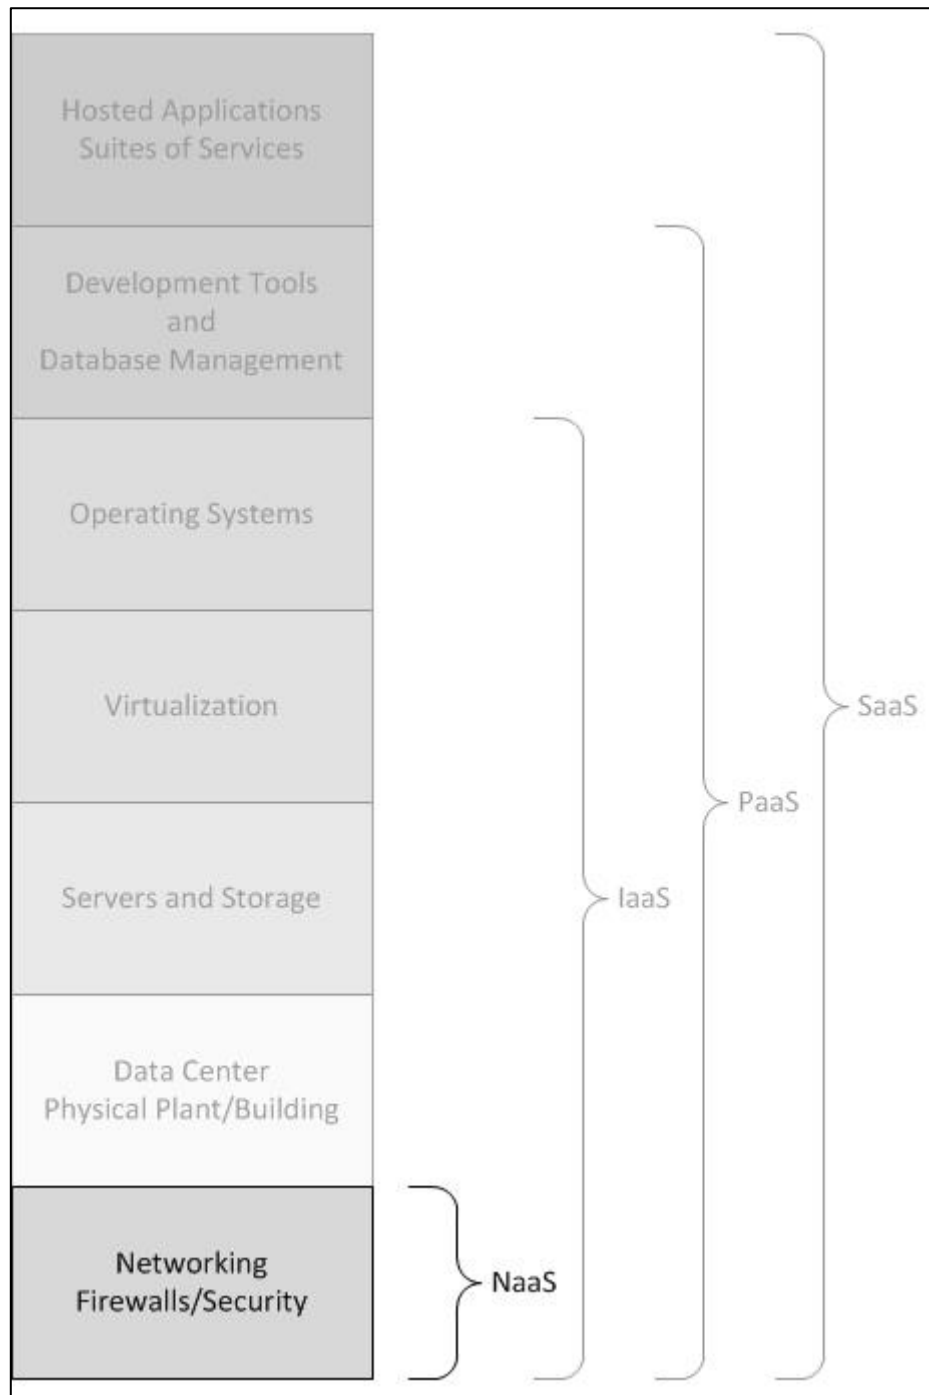 Hosted Applications
Suites of Services
Development Tools
and
Database Management
Operating Systems
Virtualization
SaaS
PaaS
Servers and Storage
IaaS
Data Center
Physical Plant/Building
Networking
Firewalls/Security
NaaS